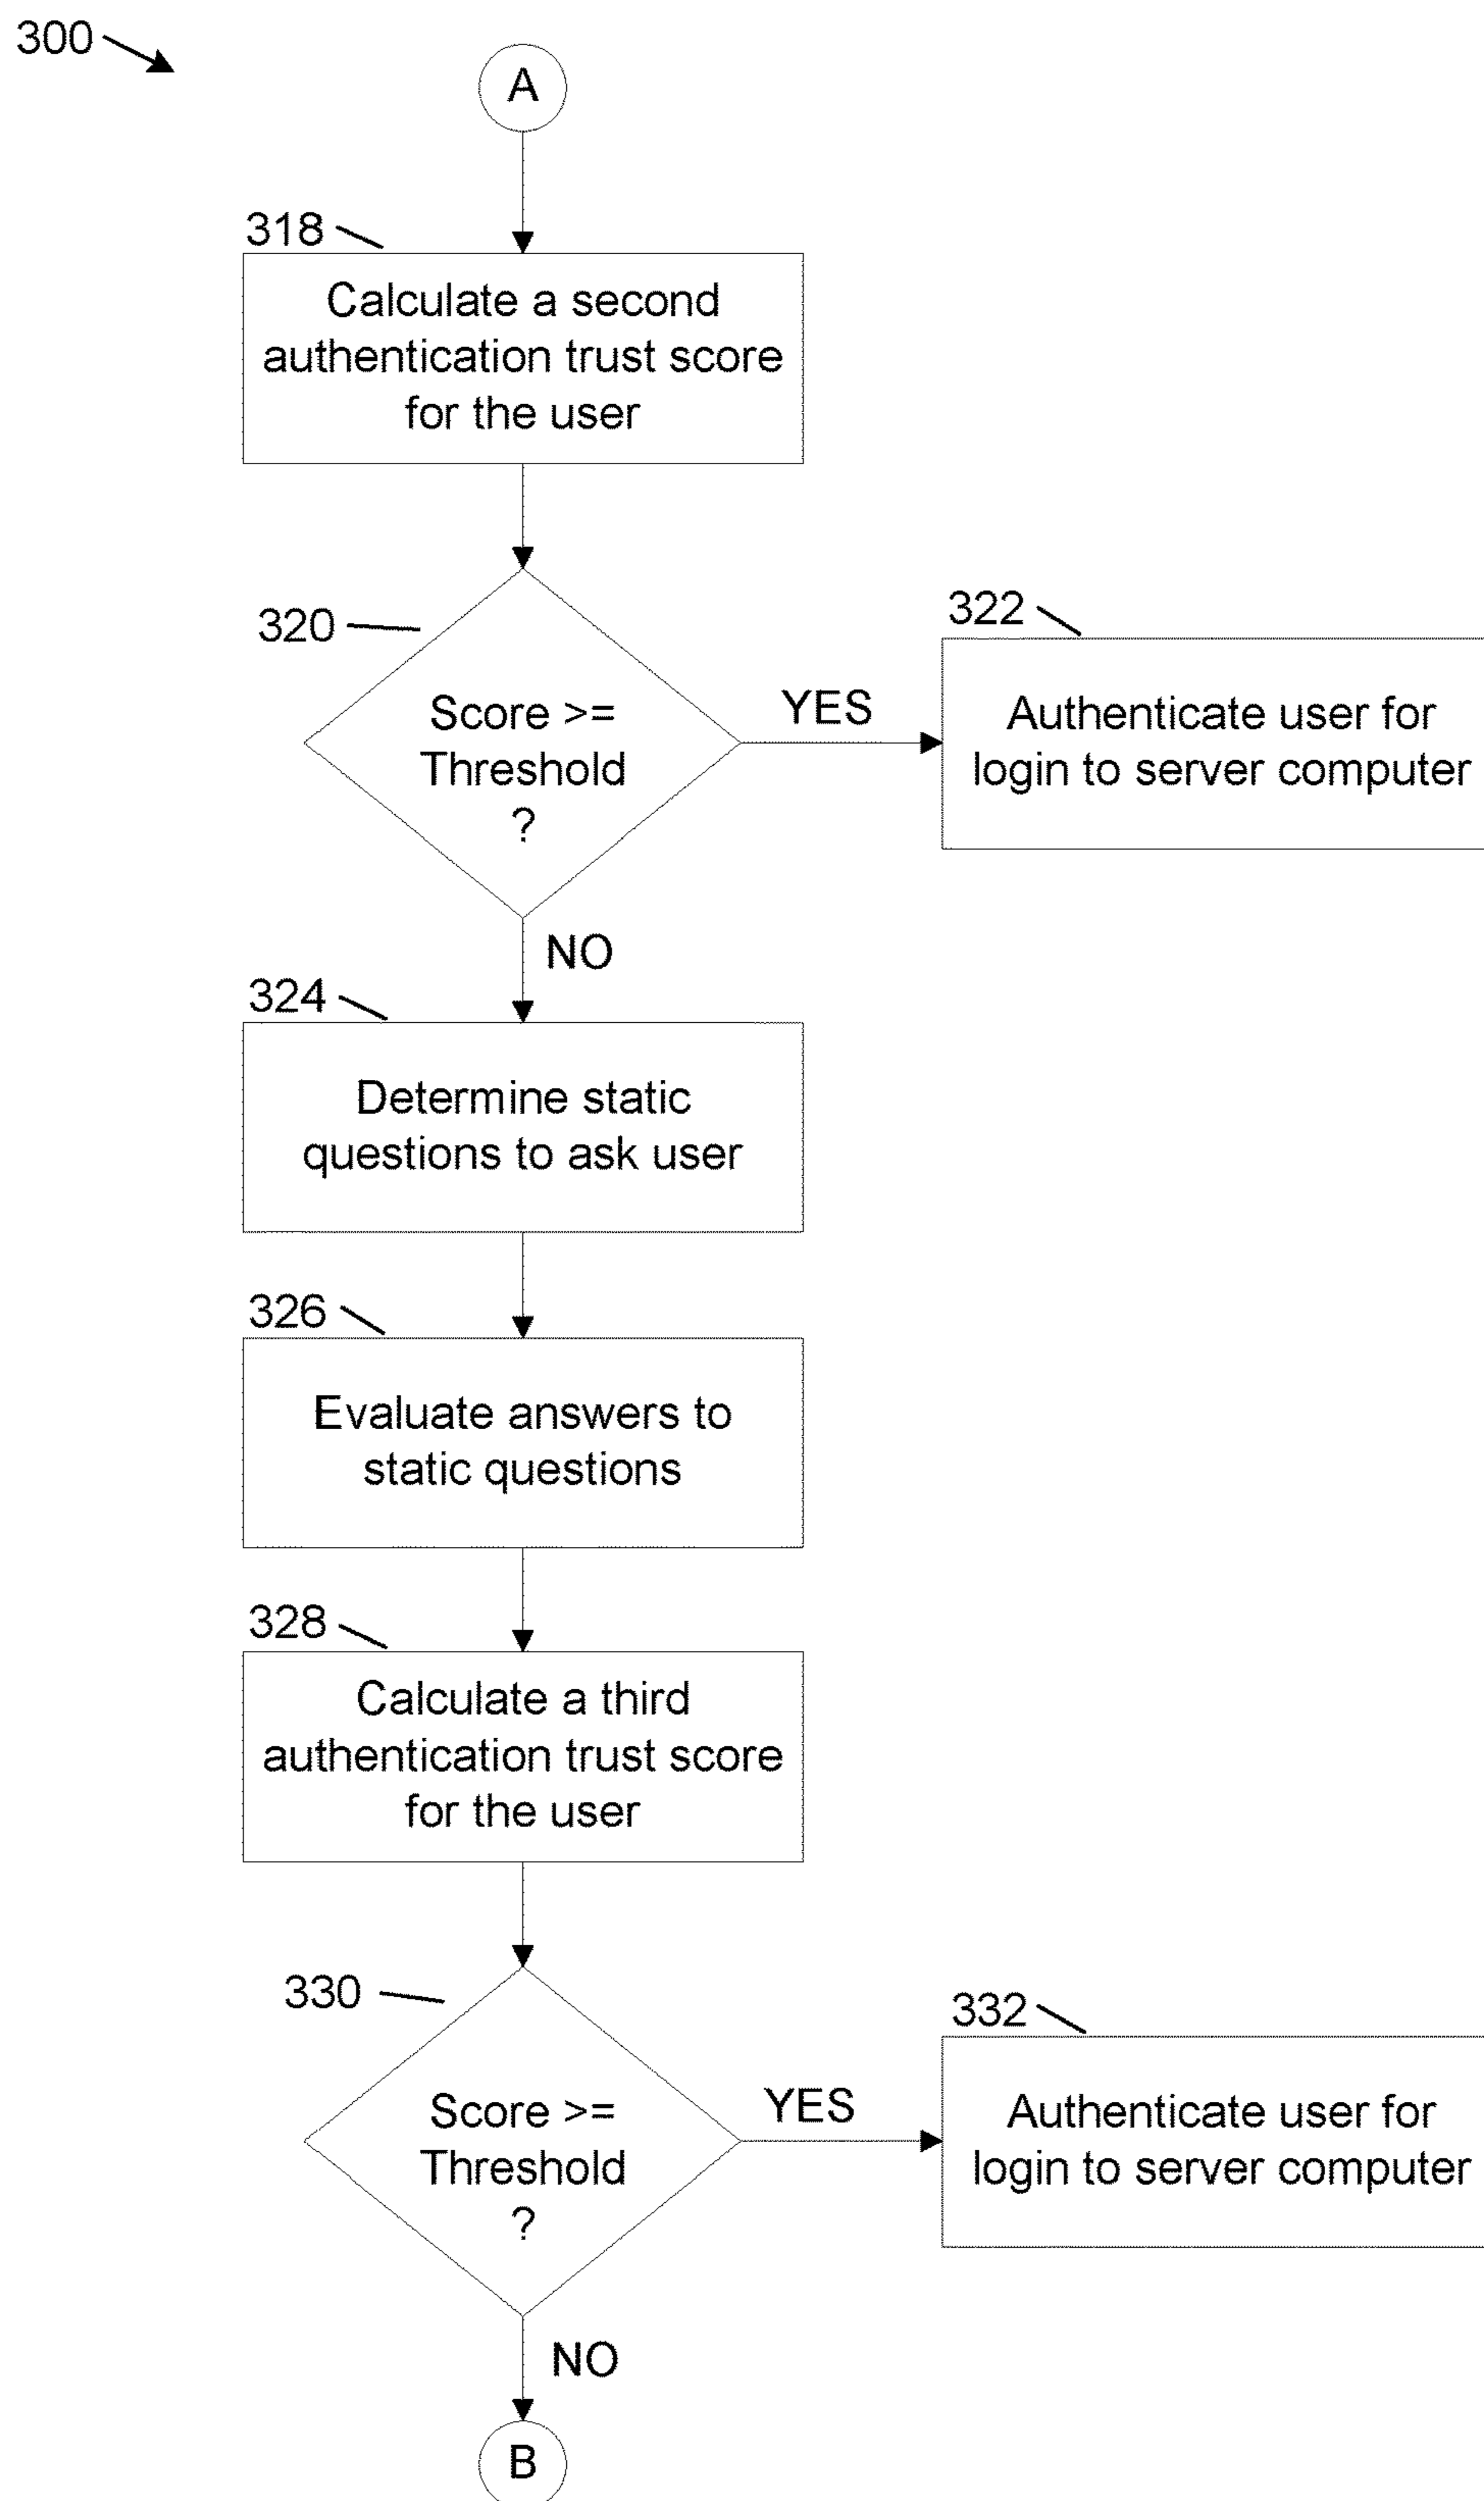 300
A
318
Calculate a second
authentication trust score
for the user
320
Score >=
Threshold
?
YES
322
Authenticate user for
login to server computer
NO
324
Determine static
questions to ask user
326
Evaluate answers to
static questions
328
Calculate a third
authentication trust score
for the user
330
Score >=
Threshold
?
YES
332
Authenticate user for
login to server computer
NO
B